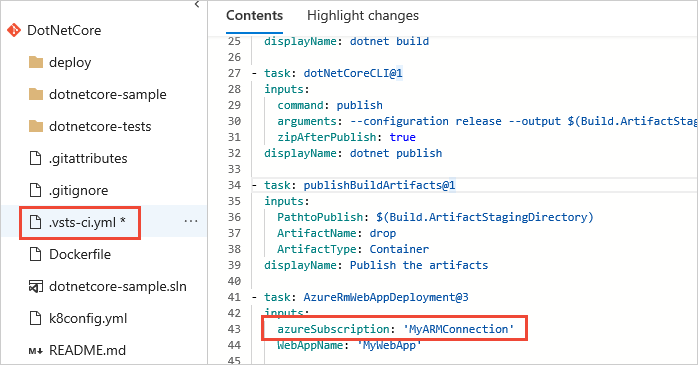 DotNetCore
deploy
dotnetcore-sample
dotnetcore-tests
.gitattributes
.gitignore
.vsts-ci.yml *
Dockerfile
dotnetcore-sample.sln
k8config.yml
README.md
Contents Highlight changes
25 displayName: dotnet build
26
27 - task: dotNetCoreCLI@1
28 inputs:
29 command: publish
30 arguments: --configuration release --output $(Build.ArtifactStag
31 zipAfterPublish: true
32 displayName: dotnet publish
33
34 - task: publishBuildArtifacts@1
35 inputs:
36 PathtoPublish: $(Build.ArtifactStagingDirectory)
37 ArtifactName: drop
38 ArtifactType: Container
39 displayName: Publish the artifacts
40
41 - task: AzureRmWebAppDeployment@3
42 inputs:
43 azureSubscription: 'MyARMConnection'
44 WebAppName: 'MyWebApp'
45